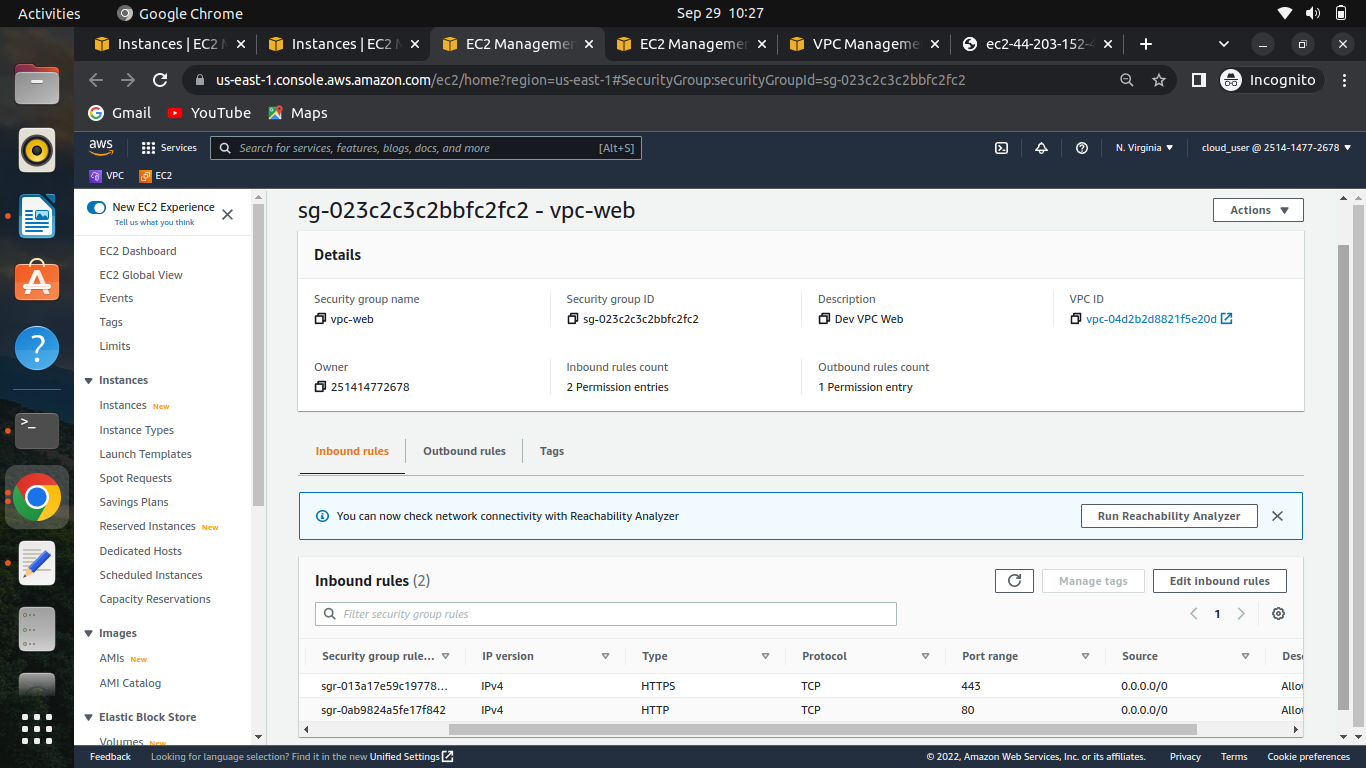 Activities Google Chrome Sep 29 10:27
Instances | EC2 M Instances | EC2 M EC2 Managemen EC2 Managem VPC Managem ec2-44-203-152-4
us-east-1.console.aws.amazon.com/ec2/home?region=us-east-1#SecurityGroup:securityGroupId=sg-023c2c3c2bbfc2fc2 Incognito
Gmail YouTube Maps
aws Services Search for services, features, blogs, docs, and more [Alt+S] N. Virginia cloud_user @ 2514-1477-2678
VPC EC2
New EC2 Experience
Tell us what you think
EC2 Dashboard
EC2 Global View
Events
Tags
Limits
Instances
Instances New
Instance Types
Launch Templates
Spot Requests
Savings Plans
Reserved Instances New
Dedicated Hosts
Scheduled Instances
Capacity Reservations
Images
AMIs New
AMI Catalog
Elastic Block Store
Volumes New
sg-023c2c3c2bbfc2fc2 - vpc-web Actions
Details
Security group name Security group ID Description VPC ID
vpc-web sg-023c2c3c2bbfc2fc2 Dev VPC Web vpc-04d2b2d8821f5e20d
Owner Inbound rules count Outbound rules count
251414772678 2 Permission entries 1 Permission entry
Inbound rules Outbound rules Tags
You can now check network connectivity with Reachability Analyzer Run Reachability Analyzer
Inbound rules (2) Manage tags Edit inbound rules
Filter security group rules 1
Security group rule... IP version Type Protocol Port range Source Des
sgr-013a17e59c19778... IPv4 HTTPS TCP 443 0.0.0.0/0 Allo
sgr-0ab9824a5fe17f842 IPv4 HTTP TCP 80 0.0.0.0/0 Allo
Feedback Looking for language selection? Find it in the new Unified Settings © 2022, Amazon Web Services, Inc. or its affiliates. Privacy Terms Cookie preferences